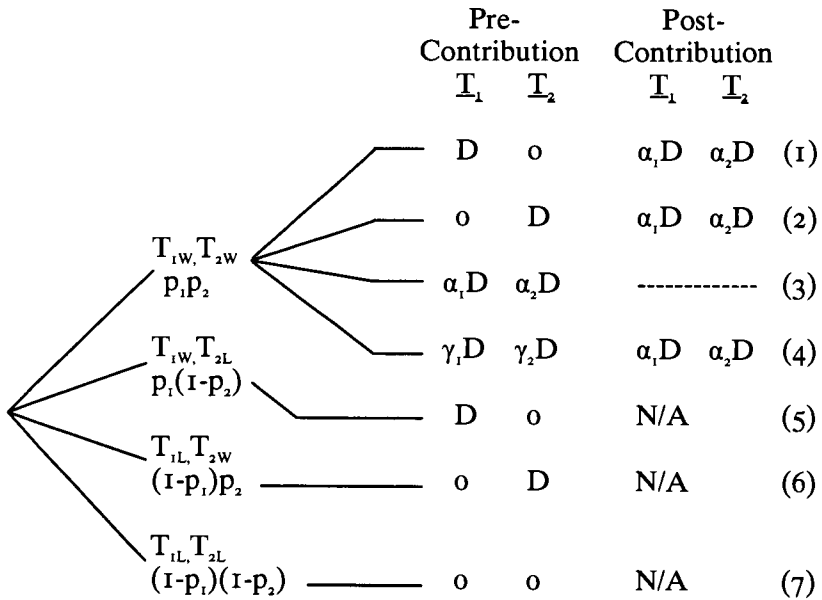 Pre- Post-
Contribution Contribution
T₁ T₂ T₁ T₂
D o α₁D α₂D (1)
o D α₁D α₂D (2)
T₁W, T₂W
p₁p₂
α₁D α₂D ------------ (3)
T₁W, T₂L
γ₁D γ₂D α₁D α₂D (4)
p₁(1-p₂)
D o N/A (5)
T₁L, T₂W
(1-p₁)p₂ o D N/A (6)
T₁L, T₂L
(1-p₁)(1-p₂) o o N/A (7)